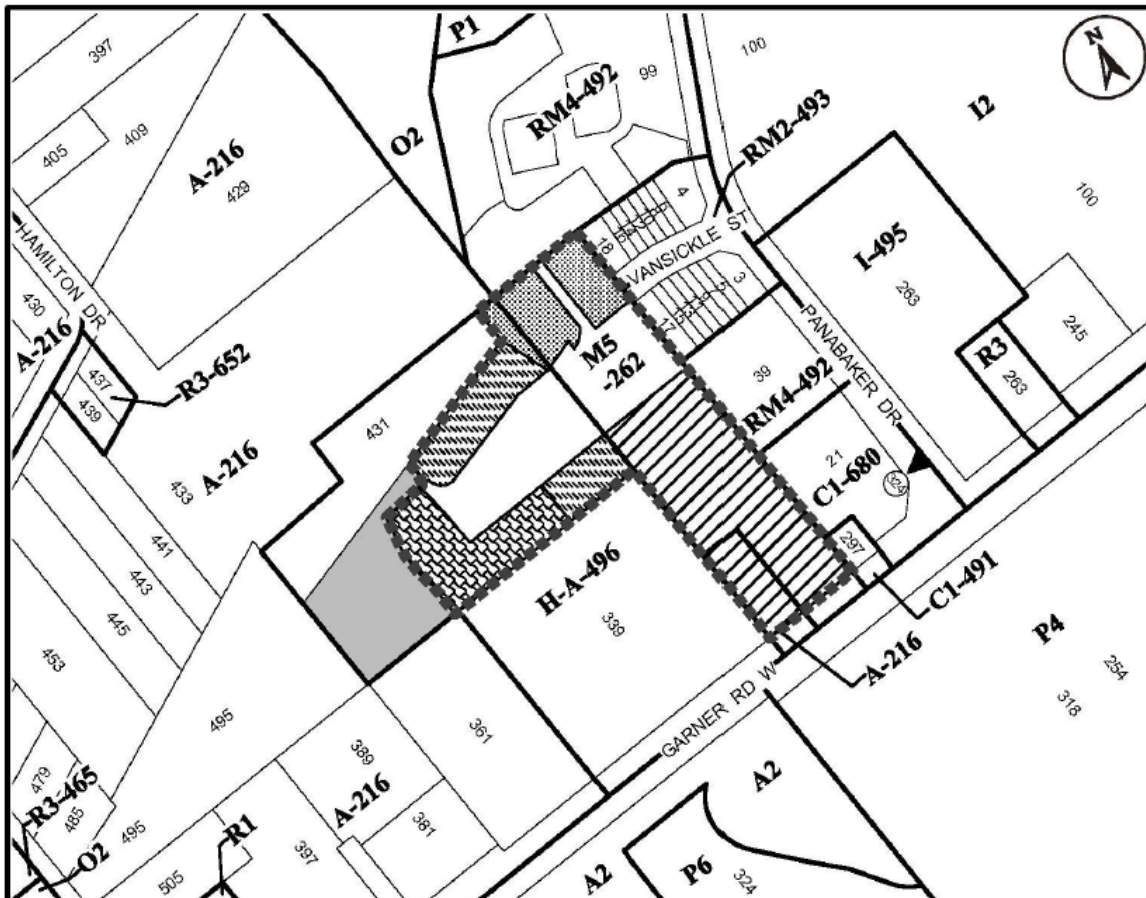 P1
N
397
100
99
RM4-492
O2
RM2-493
I2
409
405
A-216
429
4
100
HAMILTON DR
18
VANSICKLE ST
3
I-495
263
430
A-216
R3-652
437
439
17
M5
-262
PANABAKER DR
245
R3
263
39
RM4-492
431
A-216
433
21
C1-680
324
441
443
445
453
297
H-A-496
339
C1-491
A-216
P4
254
318
495
GARNER RD W
361
389
A-216
381
A2
479
R3-465
485
495
O2
505
R1
397
A2
P6
324